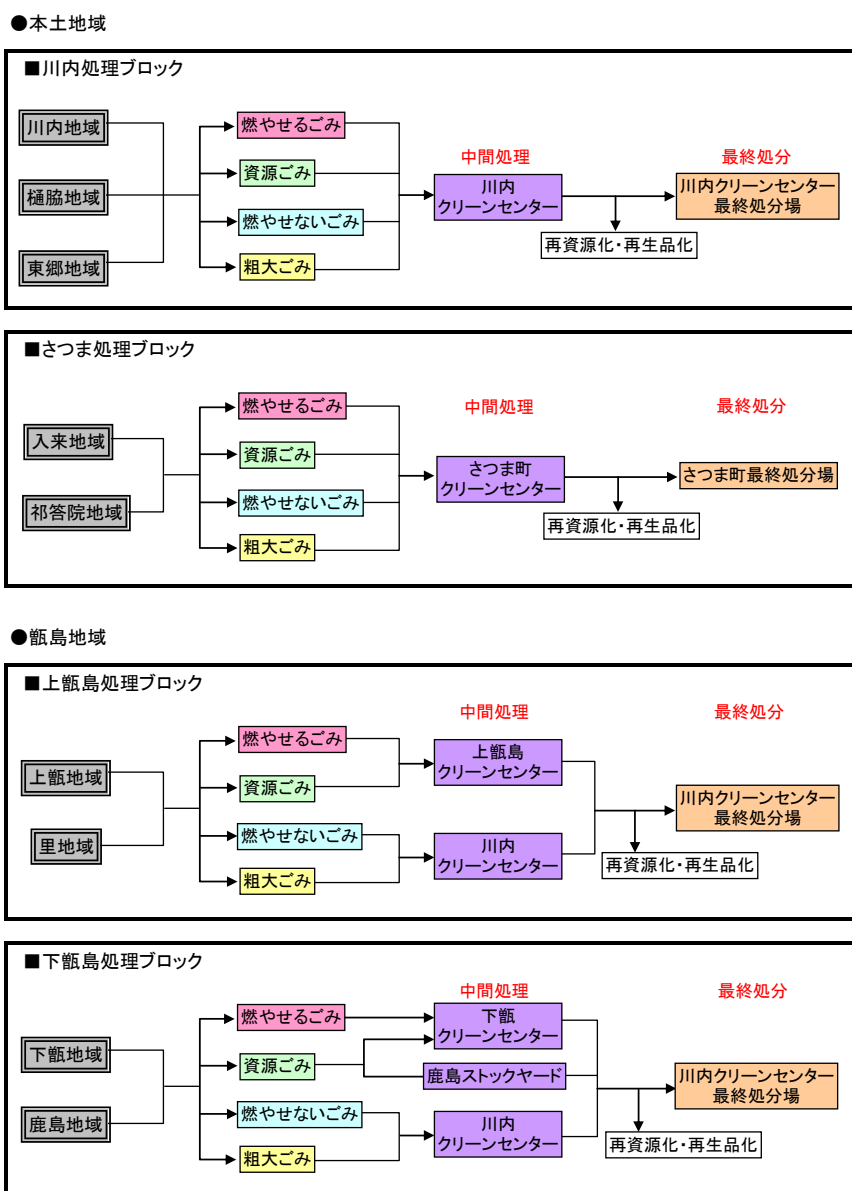 ●本土地域
■川内処理ブロック
川内地域
樋脇地域
東郷地域
燃やせるごみ
資源ごみ
燃やせないごみ
粗大ごみ
中間処理
川内
クリーンセンター
再資源化・再生品化
最終処分
川内クリーンセンター
最終処分場
■さつま処理ブロック
入来地域
祁答院地域
燃やせるごみ
資源ごみ
燃やせないごみ
粗大ごみ
中間処理
さつま町
クリーンセンター
再資源化・再生品化
最終処分
さつま町最終処分場
●甑島地域
■上甑島処理ブロック
上甑地域
里地域
燃やせるごみ
資源ごみ
燃やせないごみ
粗大ごみ
中間処理
上甑島
クリーンセンター
川内
クリーンセンター
再資源化・再生品化
最終処分
川内クリーンセンター
最終処分場
■下甑島処理ブロック
下甑地域
鹿島地域
燃やせるごみ
資源ごみ
燃やせないごみ
粗大ごみ
中間処理
下甑
クリーンセンター
鹿島ストックヤード
川内
クリーンセンター
再資源化・再生品化
最終処分
川内クリーンセンター
最終処分場